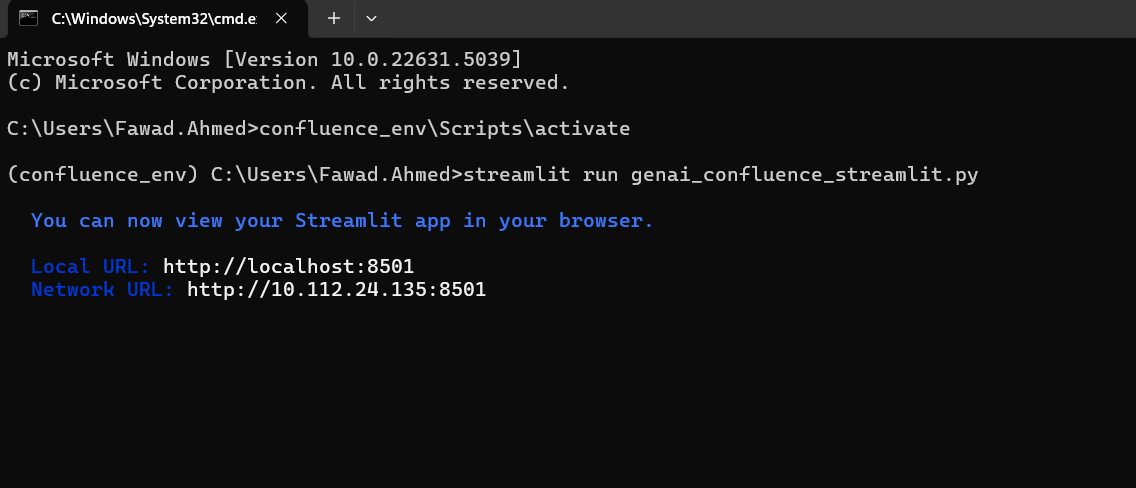 C:\Windows\System32\cmd.e
Microsoft Windows [Version 10.0.22631.5039]
(c) Microsoft Corporation. All rights reserved.
C:\Users\Fawad.Ahmed>confluence_env\Scripts\activate
(confluence_env) C:\Users\Fawad.Ahmed>streamlit run genai_confluence_streamlit.py
You can now view your Streamlit app in your browser.
Local URL: http://localhost:8501
Network URL: http://10.112.24.135:8501